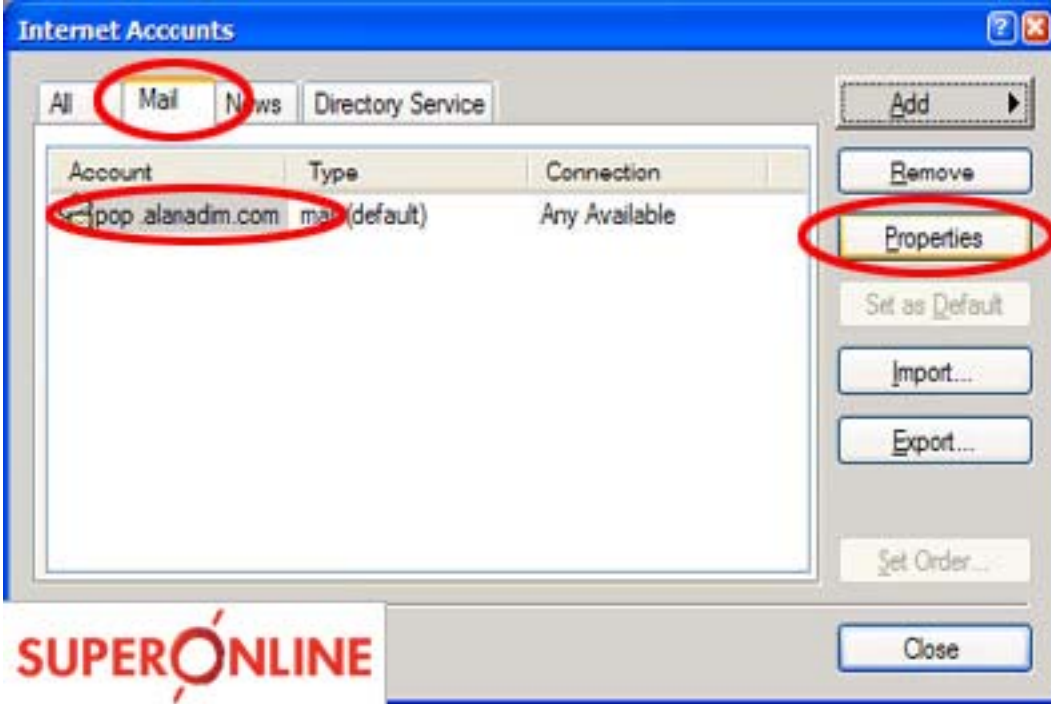 Internet Accounts
All Mail News Directory Service
Add
Remove
Properties
Set as Default
Import...
Export...
Set Order...
Close
Account Type Connection
pop .alanadim.com mail (default) Any Available
SUPERONLINE